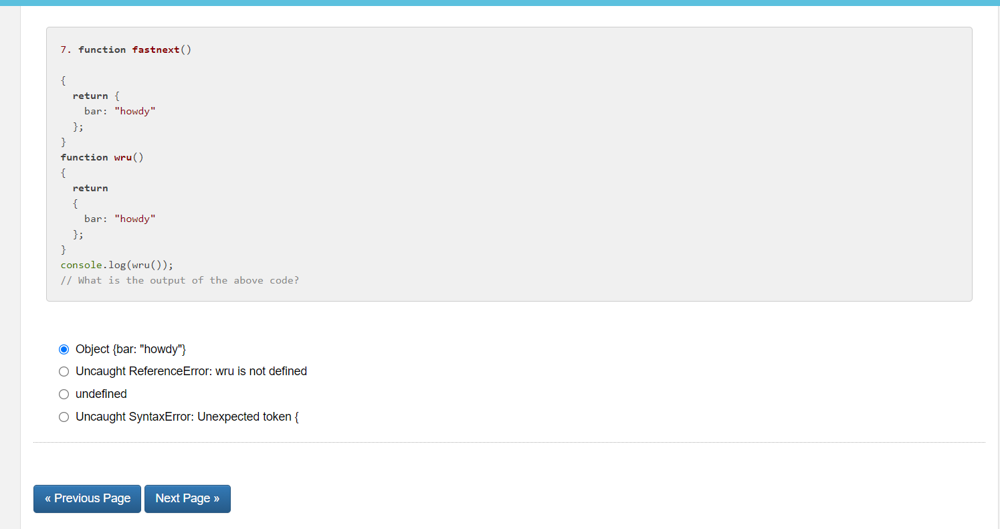 7. function fastnext()
{
return {
bar: "howdy"
};
}
function wru()
{
return
{
bar: "howdy"
};
}
console.log(wru());
// What is the output of the above code?
Object {bar: "howdy"}
Uncaught ReferenceError: wru is not defined
undefined
Uncaught SyntaxError: Unexpected token {
« Previous Page Next Page »